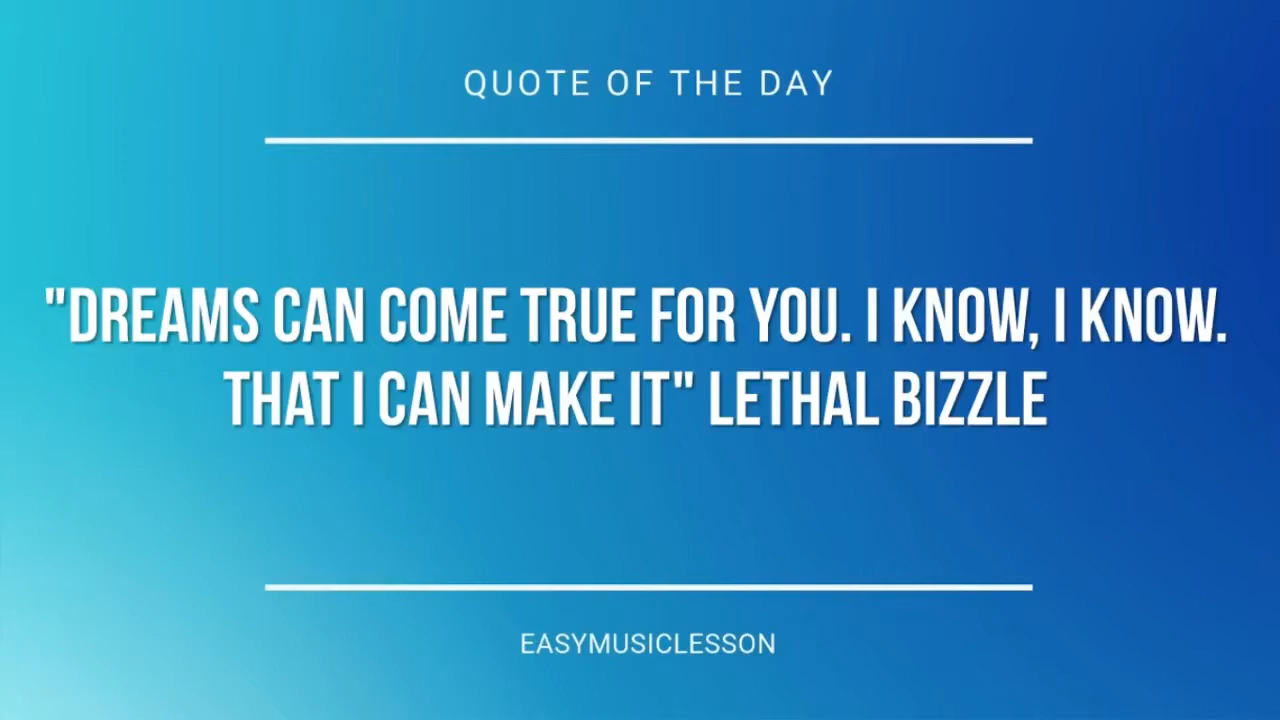 QUOTE OF THE DAY
"DREAMS CAN COME TRUE FOR YOU. I KNOW, I KNOW.
THAT I CAN MAKE IT" LETHAL BIZZLE
EASYMUSICLESSON